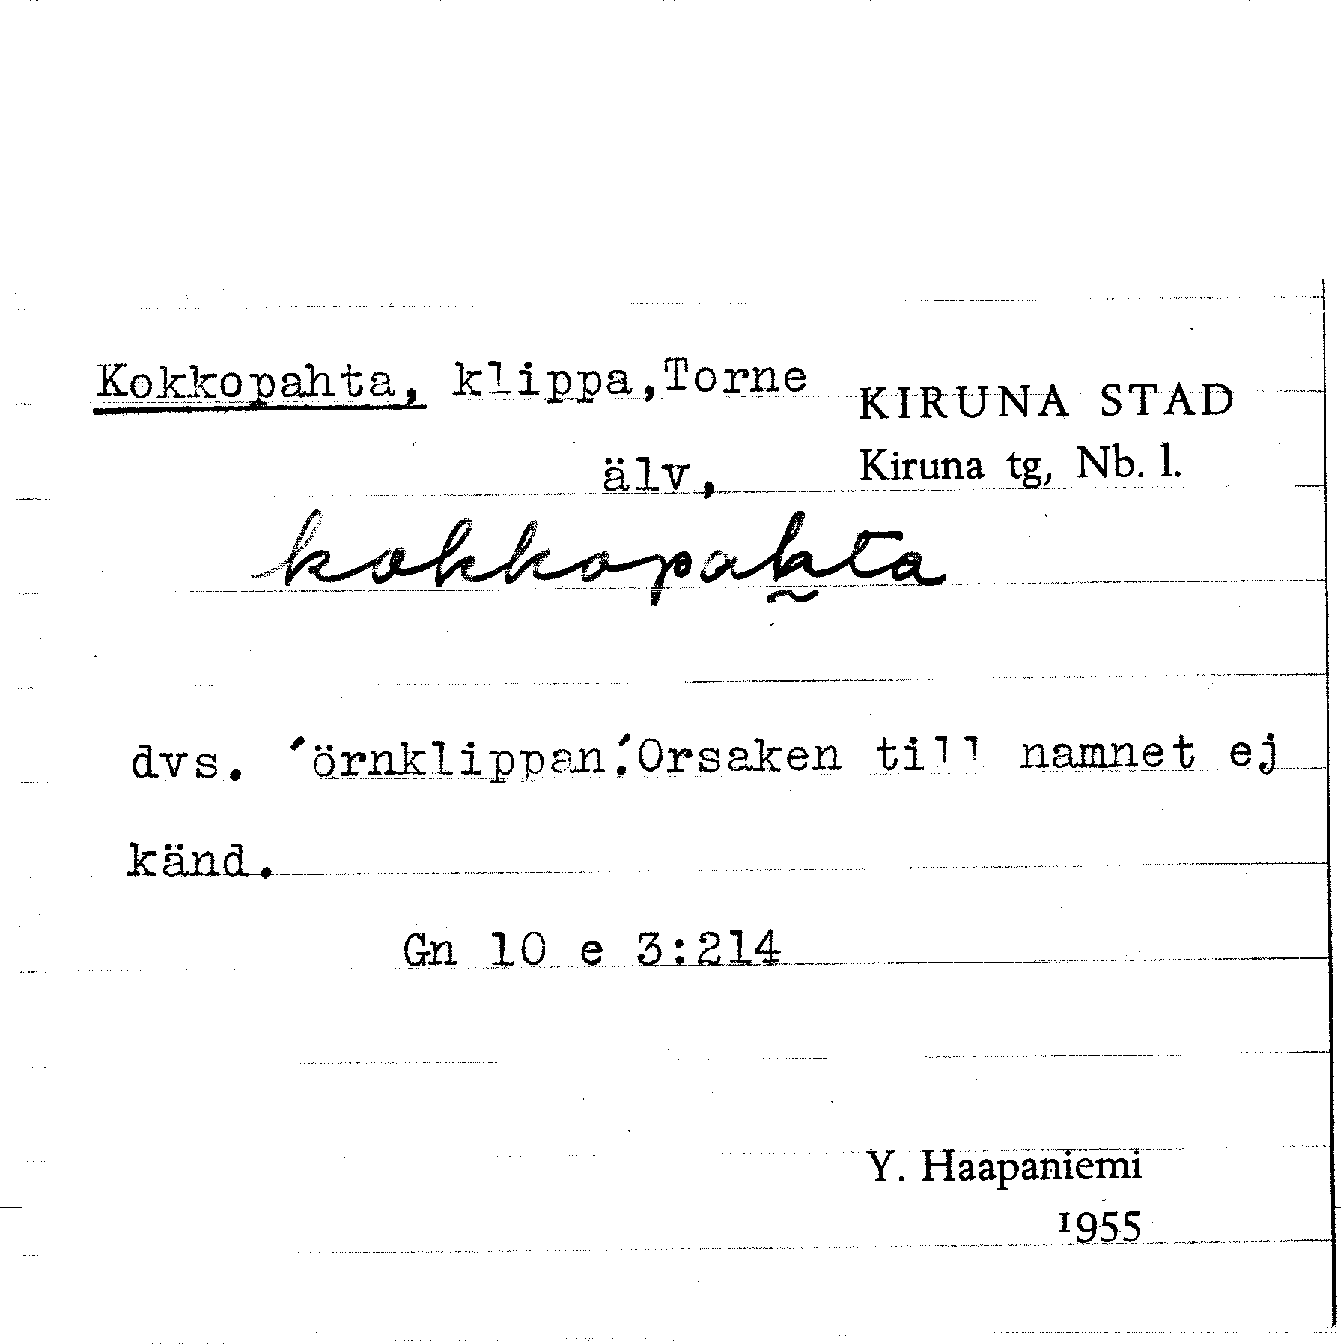 Kokkopahta, klippa,Torne
älv,
KIRUNA STAD
Kiruna tg, Nb. l.
kokkopahta
dvs. ´örnklippan´.Orsaken till namnet ej
känd.
Gn 10 e 3:214
Y. Haapaniemi
1955